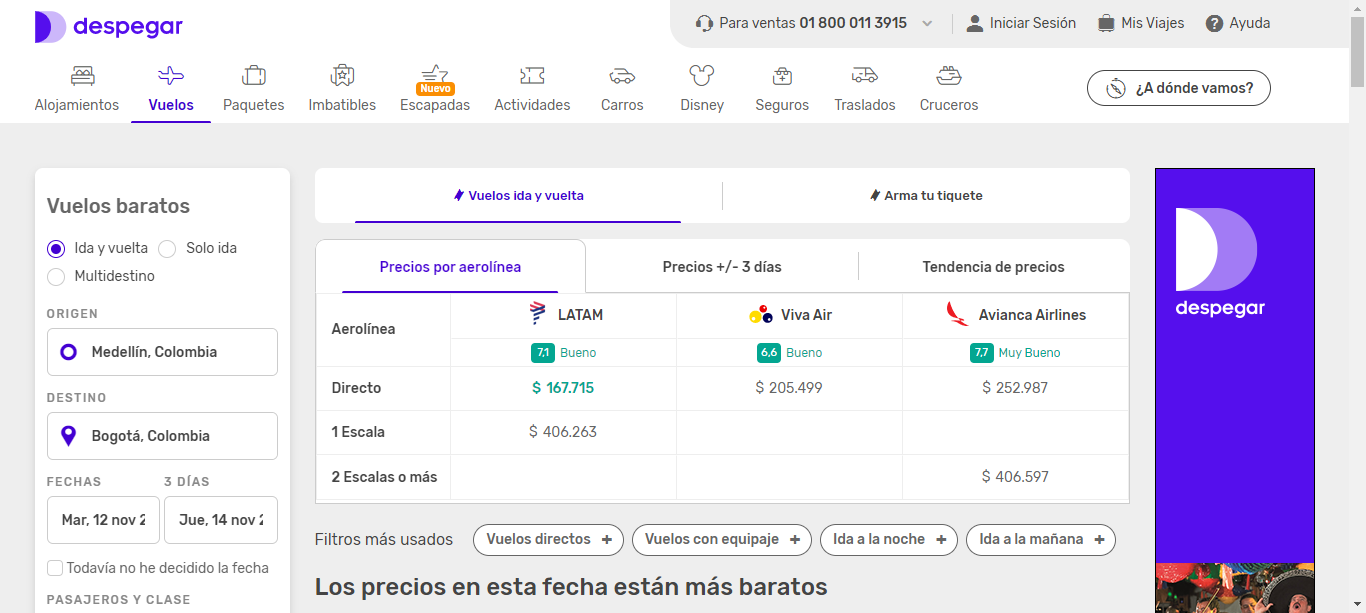 despegar
Para ventas 01 800 011 3915
Iniciar Sesión
Mis Viajes
Ayuda
Alojamientos
Vuelos
Paquetes
Imbatibles
Nuevo
Escapadas
Actividades
Carros
Disney
Seguros
Traslados
Cruceros
¿A dónde vamos?
Vuelos baratos
Ida y vuelta
Solo ida
Multidestino
ORIGEN
Medellín, Colombia
DESTINO
Bogotá, Colombia
FECHAS
3 DÍAS
Mar, 12 nov 2
Jue, 14 nov 2
Todavía no he decidido la fecha
PASAJEROS Y CLASE
Vuelos ida y vuelta
Arma tu tiquete
Precios por aerolínea
Precios +/- 3 días
Tendencia de precios
Aerolínea
LATAM
Viva Air
Avianca Airlines
7,1 Bueno
6,6 Bueno
7,7 Muy Bueno
Directo
$ 167.715
$ 205.499
$ 252.987
1 Escala
$ 406.263
2 Escalas o más
$ 406.597
Filtros más usados
Vuelos directos +
Vuelos con equipaje +
Ida a la noche +
Ida a la mañana +
Los precios en esta fecha están más baratos
despegar